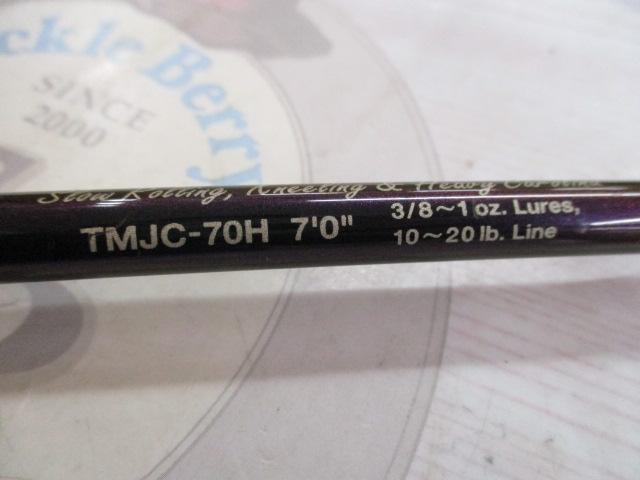 ckle Berry
SINCE
2000
Slow Rolling, Kneeling & Heavy Carolina
TMJC-70H 7'0" 3/8~1 oz. Lures,
10~20 lb. Line